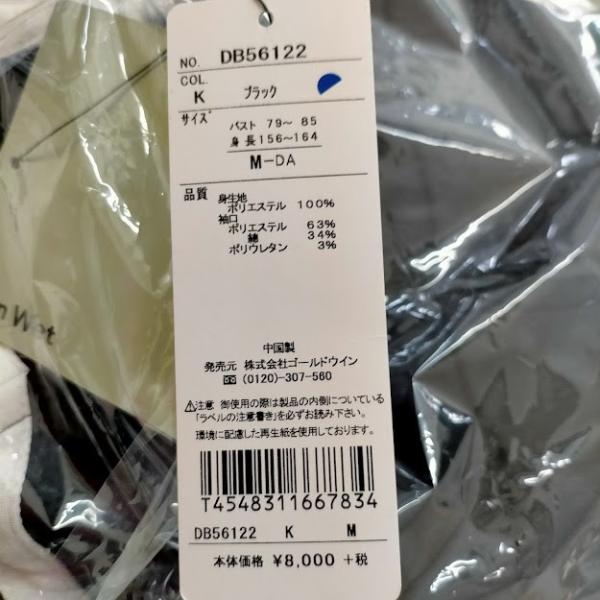 NO. DB56122
COL.
K ブラック
サイズ
バスト 79～ 85
身長156～164
M-DA
品質
身生地
ポリエステル 100%
袖口
ポリエステル 63%
綿 34%
ポリウレタン 3%
中国製
発売元 株式会社ゴールドウイン
(0120)-307-560
⚠注意 御使用の際は製品の内側についている
「ラベルの注意書き」を必ずお読み下さい。
環境に配慮した再生紙を使用しております。
T4548311667834
DB56122 K M
本体価格 ¥8,000 +税
n Wet